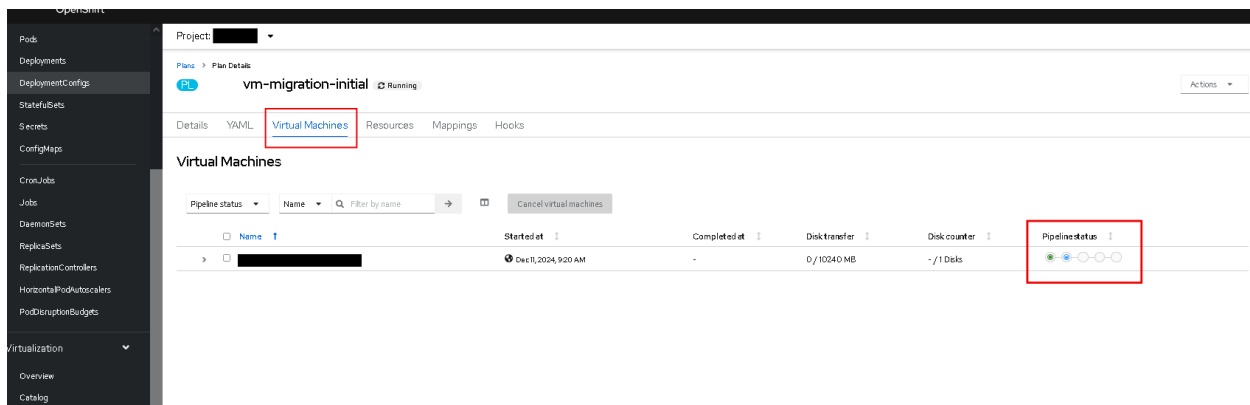 OpenShift
Pods
Deployments
DeploymentConfigs
StatefulSets
Secrets
ConfigMaps
CronJobs
Jobs
DaemonSets
ReplicaSets
ReplicationControllers
HorizontalPodAutoscalers
PodDisruptionBudgets
Virtualization
Overview
Catalog
Project:
Plans > Plan Details
PL vm-migration-initial Running
Actions
Details YAML Virtual Machines Resources Mappings Hooks
Virtual Machines
Pipeline status Name Filter by name Cancel virtual machines
Name Started at Completed at Disk transfer Disk counter Pipeline status
Dec 11, 2024, 9:20 AM - 0 / 10240 MB - / 1 Disks